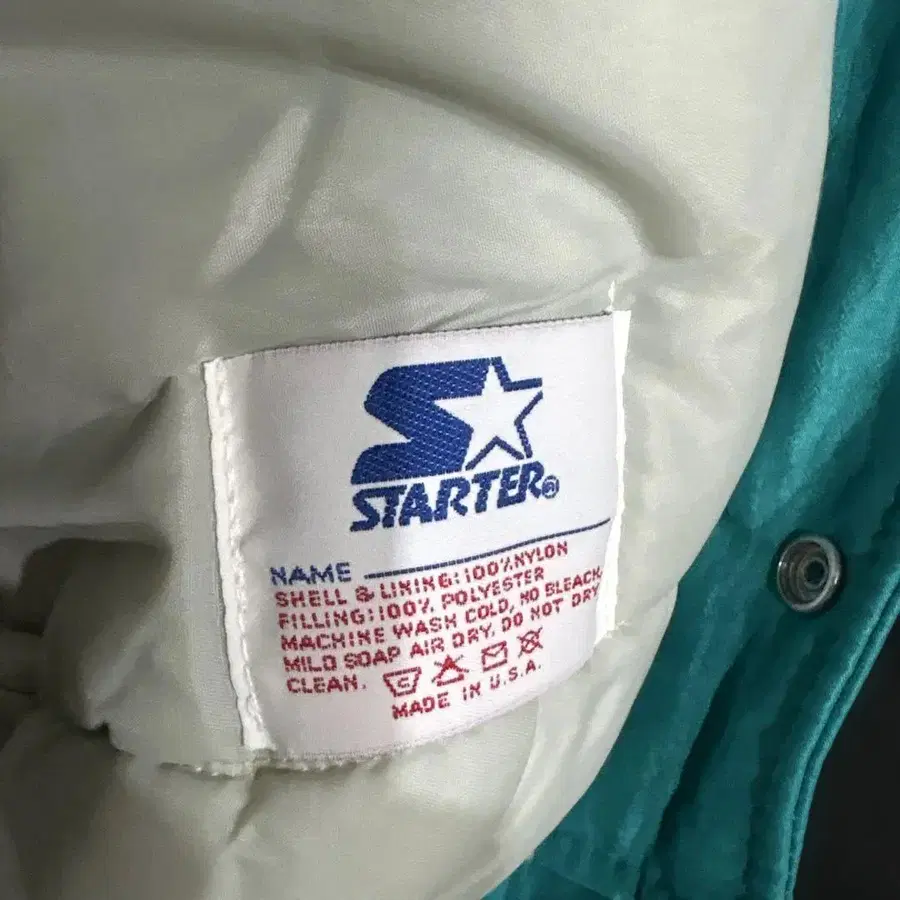 STARTER®
NAME
SHELL & LINING: 100% NYLON
FILLING: 100% POLYESTER
MACHINE WASH COLD, NO BLEACH,
MILD SOAP AIR DRY, DO NOT DRY
CLEAN.
MADE IN U.S.A.